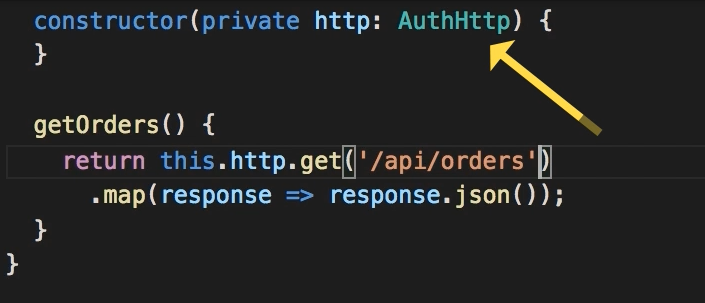 constructor(private http: AuthHttp) {
}
getOrders() {
return this.http.get('/api/orders')
.map(response => response.json());
}
}